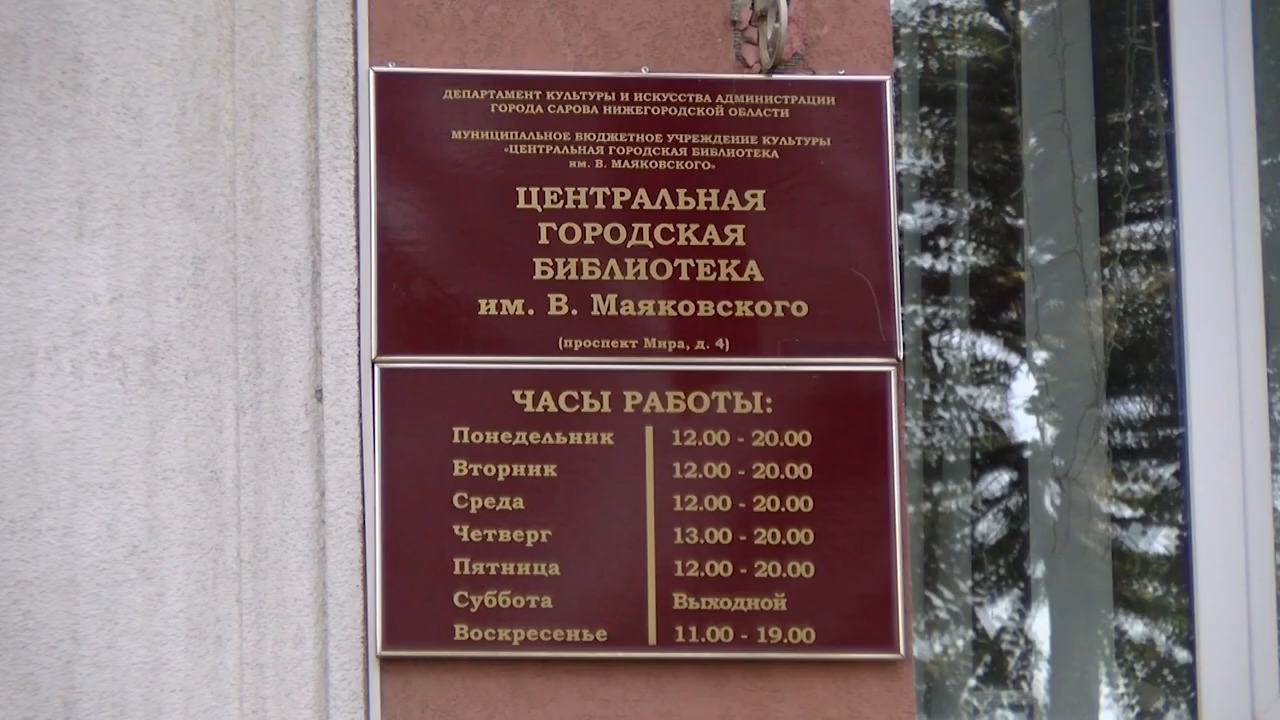 ДЕПАРТАМЕНТ КУЛЬТУРЫ И ИСКУССТВА АДМИНИСТРАЦИИ
ГОРОДА САРОВА НИЖЕГОРОДСКОЙ ОБЛАСТИ
МУНИЦИПАЛЬНОЕ БЮДЖЕТНОЕ УЧРЕЖДЕНИЕ КУЛЬТУРЫ
«ЦЕНТРАЛЬНАЯ ГОРОДСКАЯ БИБЛИОТЕКА
им. В. МАЯКОВСКОГО»
ЦЕНТРАЛЬНАЯ
ГОРОДСКАЯ
БИБЛИОТЕКА
им. В. Маяковского
(проспект Мира, д. 4)
ЧАСЫ РАБОТЫ:
Понедельник 12.00 - 20.00
Вторник 12.00 - 20.00
Среда 12.00 - 20.00
Четверг 13.00 - 20.00
Пятница 12.00 - 20.00
Суббота Выходной
Воскресенье 11.00 - 19.00